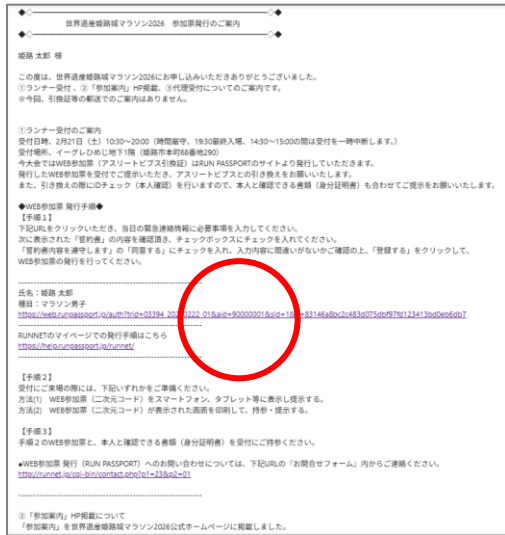 ◆◇――――――――――――――――――――――――◇◆
世界遺産姫路城マラソン2026 参加票発行のご案内
◆◇――――――――――――――――――――――――◇◆
姫路 太郎 様
この度は、世界遺産姫路城マラソン2026にお申し込みいただきありがとうございました。
①ランナー受付、②「参加案内」HP掲載、③代理受付についてのご案内です。
※今回、引換証等の郵送でのご案内はありません。
①ランナー受付のご案内
受付日時、2月21日（土）10:30~20:00（時間厳守、19:30最終入場、14:30~15:00の間は受付を一時中断します。）
受付場所、イーグレひめじ地下1階（姫路市本町68番地290）
今大会ではWEB参加票（アスリートビブス引換証）はRUN PASSPORTのサイトより発行していただきます。
発行したWEB参加票を受付でご提示いただき、アスリートビブスとの引き換えをお願いいたします。
また、引き換えの際にIDチェック（本人確認）を行いますので、本人と確認できる書類（身分証明書）も合わせてご提示をお願いいたします。
◆WEB参加票 発行手順◆
【手順１】
下記URLをクリックいただき、当日の緊急連絡情報に必要事項を入力してください。
次に表示された「誓約書」の内容を確認頂き、チェックボックスにチェックを入れてください。
「誓約書内容を遵守します」の「同意する」にチェックを入れ、入力内容に間違いがないかご確認の上、「登録する」をクリックして、
WEB参加票の発行を行ってください。
------------------------------------------------------------
氏名：姫路 太郎
種目：マラソン男子
https://web.runpassport.jp/auth?trid=03394_20260222_01&aid=90000001&sid=1
------------------------------------------------------------
RUNNETのマイページでの発行手順はこちら
https://help.runpassport.jp/runnet/
------------------------------------------------------------
【手順２】
受付にご来場の際には、下記いずれかをご準備ください。
方法(1) WEB参加票（二次元コード）をスマートフォン、タブレット等に表示し提示する。
方法(2) WEB参加票（二次元コード）が表示された画面を印刷して、持参・提示する。
【手順３】
手順２のWEB参加票と、本人と確認できる書類（身分証明書）を受付にご持参ください。
●WEB参加票 発行（RUN PASSPORT）へのお問い合わせについては、下記URLの『お問合せフォーム』内からご連絡ください。
http://runnet.jp/cgi-bin/contact.php?p1=23&p2=01
------------------------------------------------------------
②「参加案内」HP掲載について
「参加案内」を世界遺産姫路城マラソン2026公式ホームページに掲載しました。